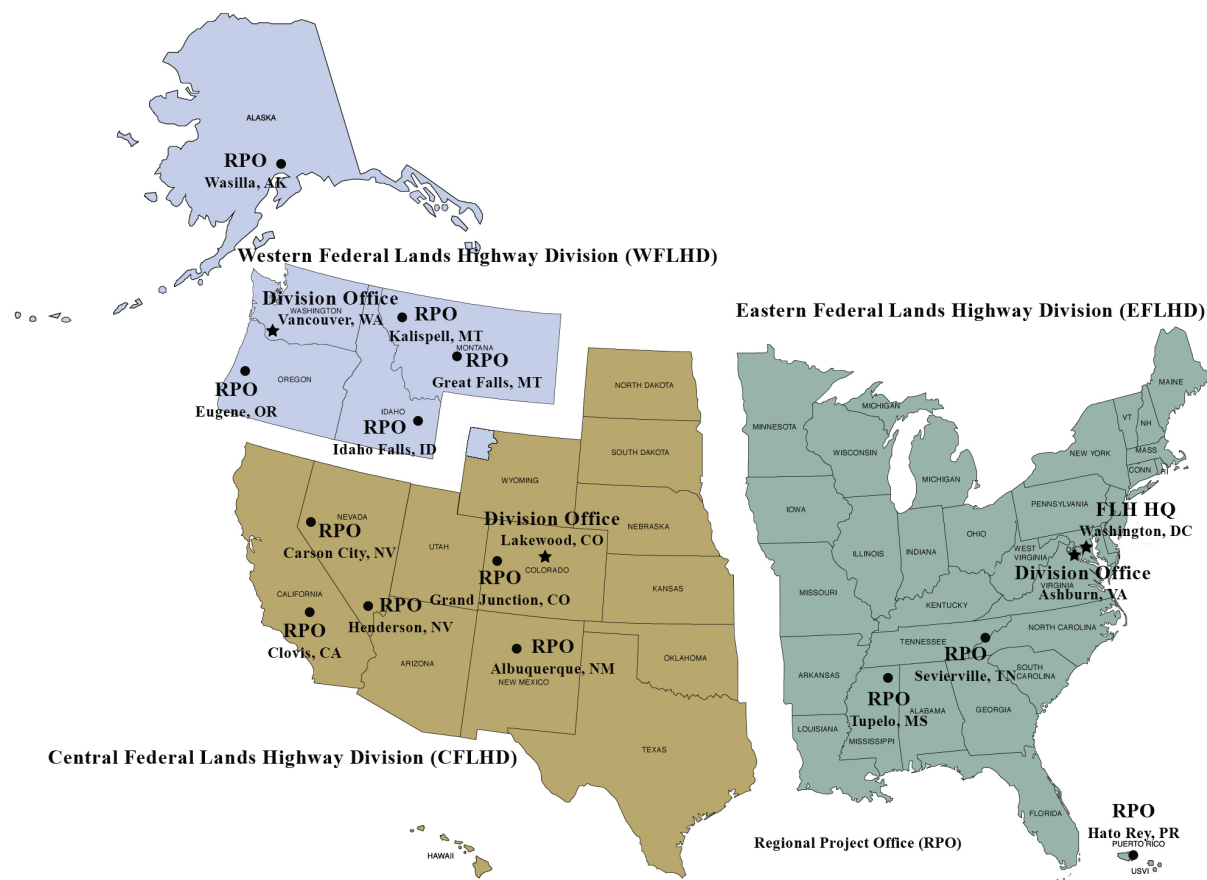 ALASKA
RPO
Wasilla, AK
Western Federal Lands Highway Division (WFLHD)
Division Office
WASHINGTON
Vancouver, WA
RPO
Kalispell, MT
MONTANA
RPO
Great Falls, MT
OREGON
RPO
Eugene, OR
IDAHO
RPO
Idaho Falls, ID
Central Federal Lands Highway Division (CFLHD)
NORTH DAKOTA
SOUTH DAKOTA
WYOMING
NEBRASKA
Division Office
Lakewood, CO
COLORADO
NEVADA
RPO
Carson City, NV
UTAH
RPO
Grand Junction, CO
KANSAS
CALIFORNIA
RPO
Clovis, CA
RPO
Henderson, NV
ARIZONA
RPO
Albuquerque, NM
NEW MEXICO
OKLAHOMA
TEXAS
HAWAII
Eastern Federal Lands Highway Division (EFLHD)
MAINE
VT
NH
MASS
CONN
RI
NEW YORK
MICHIGAN
MINNESOTA
WISCONSIN
MICHIGAN
IOWA
PENNSYLVANIA
FLH HQ
Washington, DC
OHIO
INDIANA
ILLINOIS
WEST
VIRGINIA
Division Office
VIRGINIA
Ashburn, VA
MISSOURI
KENTUCKY
NORTH CAROLINA
TENNESSEE
RPO
Sevierville, TN
SOUTH
CAROLINA
ARKANSAS
RPO
Tupelo, MS
MISSISSIPPI
ALABAMA
GEORGIA
LOUISIANA
FLORIDA
RPO
Hato Rey, PR
PUERTO RICO
USVI
Regional Project Office (RPO)